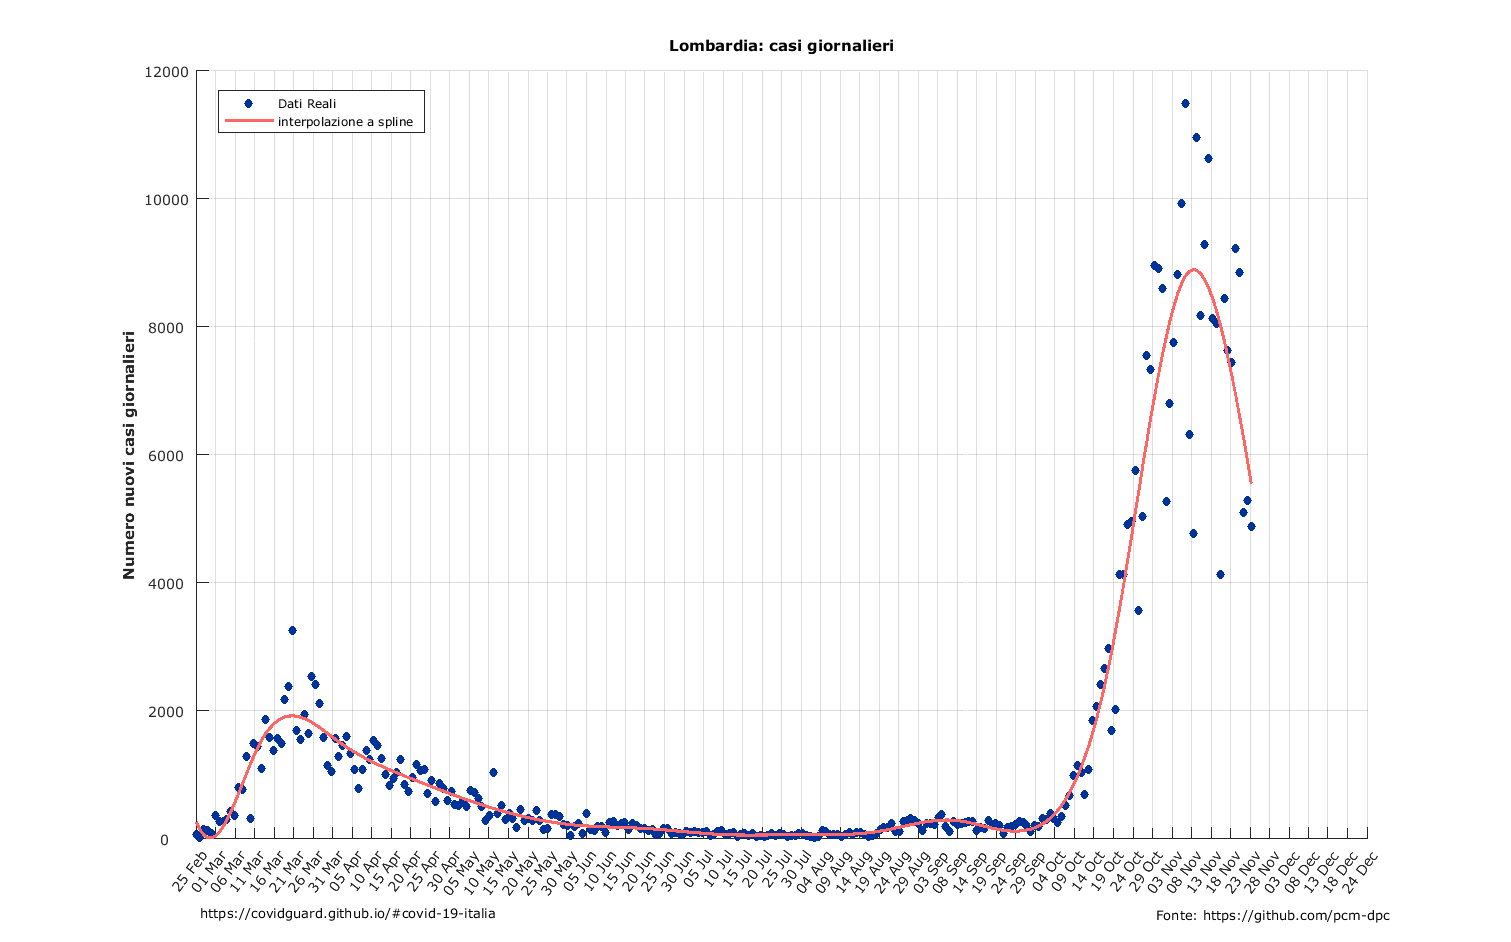 Lombardia: casi giornalieri
12000
10000
8000
6000
4000
2000
0
Numero nuovi casi giornalieri
Dati Reali
interpolazione a spline
25 Feb
01 Mar
06 Mar
11 Mar
16 Mar
21 Mar
26 Mar
31 Mar
05 Apr
10 Apr
15 Apr
20 Apr
25 Apr
30 Apr
05 May
10 May
15 May
20 May
25 May
30 May
05 Jun
10 Jun
15 Jun
20 Jun
25 Jun
30 Jun
05 Jul
10 Jul
15 Jul
20 Jul
25 Jul
30 Jul
04 Aug
09 Aug
14 Aug
19 Aug
24 Aug
29 Aug
03 Sep
08 Sep
14 Sep
19 Sep
24 Sep
29 Sep
04 Oct
09 Oct
14 Oct
19 Oct
24 Oct
29 Oct
03 Nov
08 Nov
13 Nov
18 Nov
23 Nov
28 Nov
03 Dec
08 Dec
13 Dec
18 Dec
24 Dec
https://covidguard.github.io/#covid-19-italia
Fonte: https://github.com/pcm-dpc